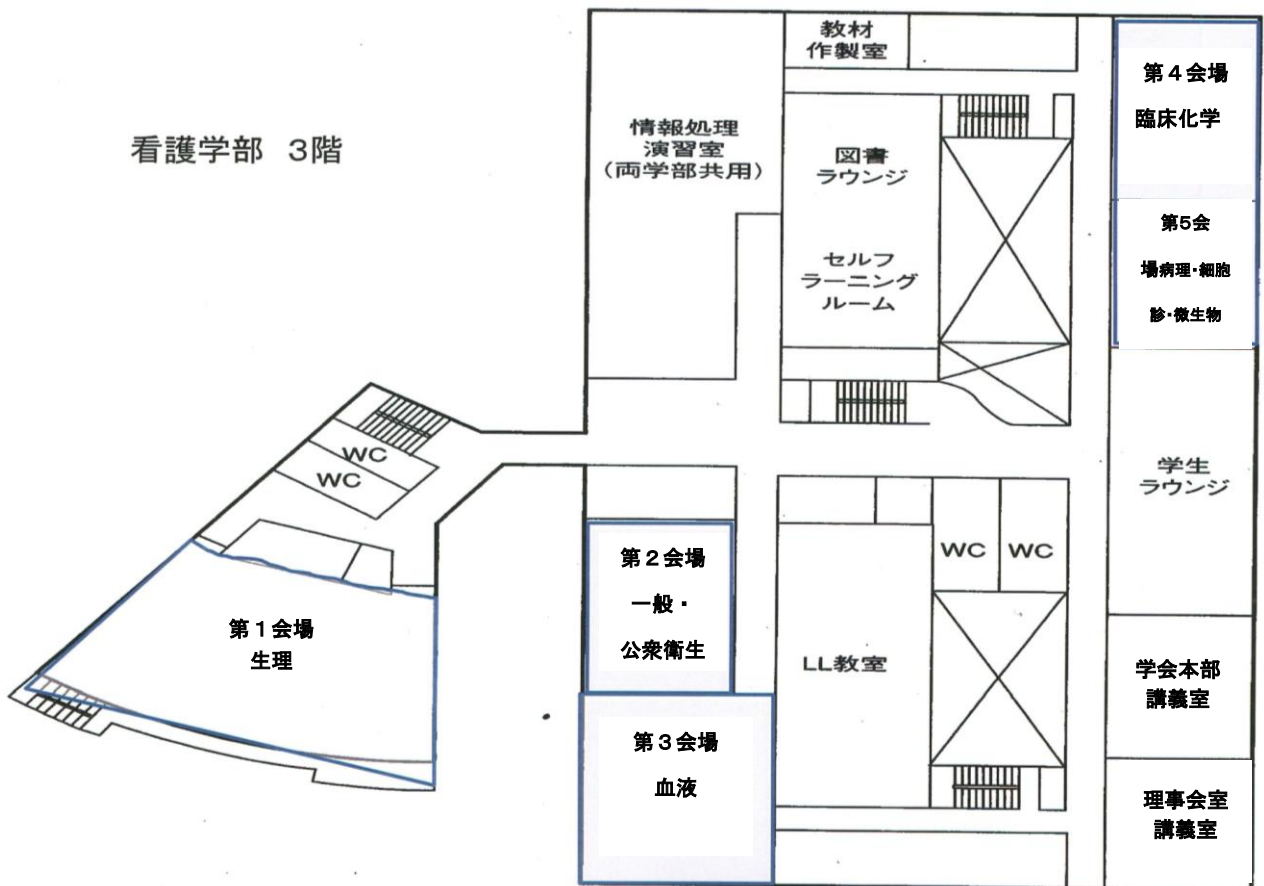 看護学部 3階
教材
作製室
情報処理
演習室
(両学部共用)
図書
ラウンジ
セルフ
ラーニング
ルーム
第4会場
臨床化学
第5会
場病理・細胞
診・微生物
学生
ラウンジ
WC
WC
第1会場
生理
第2会場
一般・
公衆衛生
第3会場
血液
LL教室
WC
WC
学会本部
講義室
理事会室
講義室